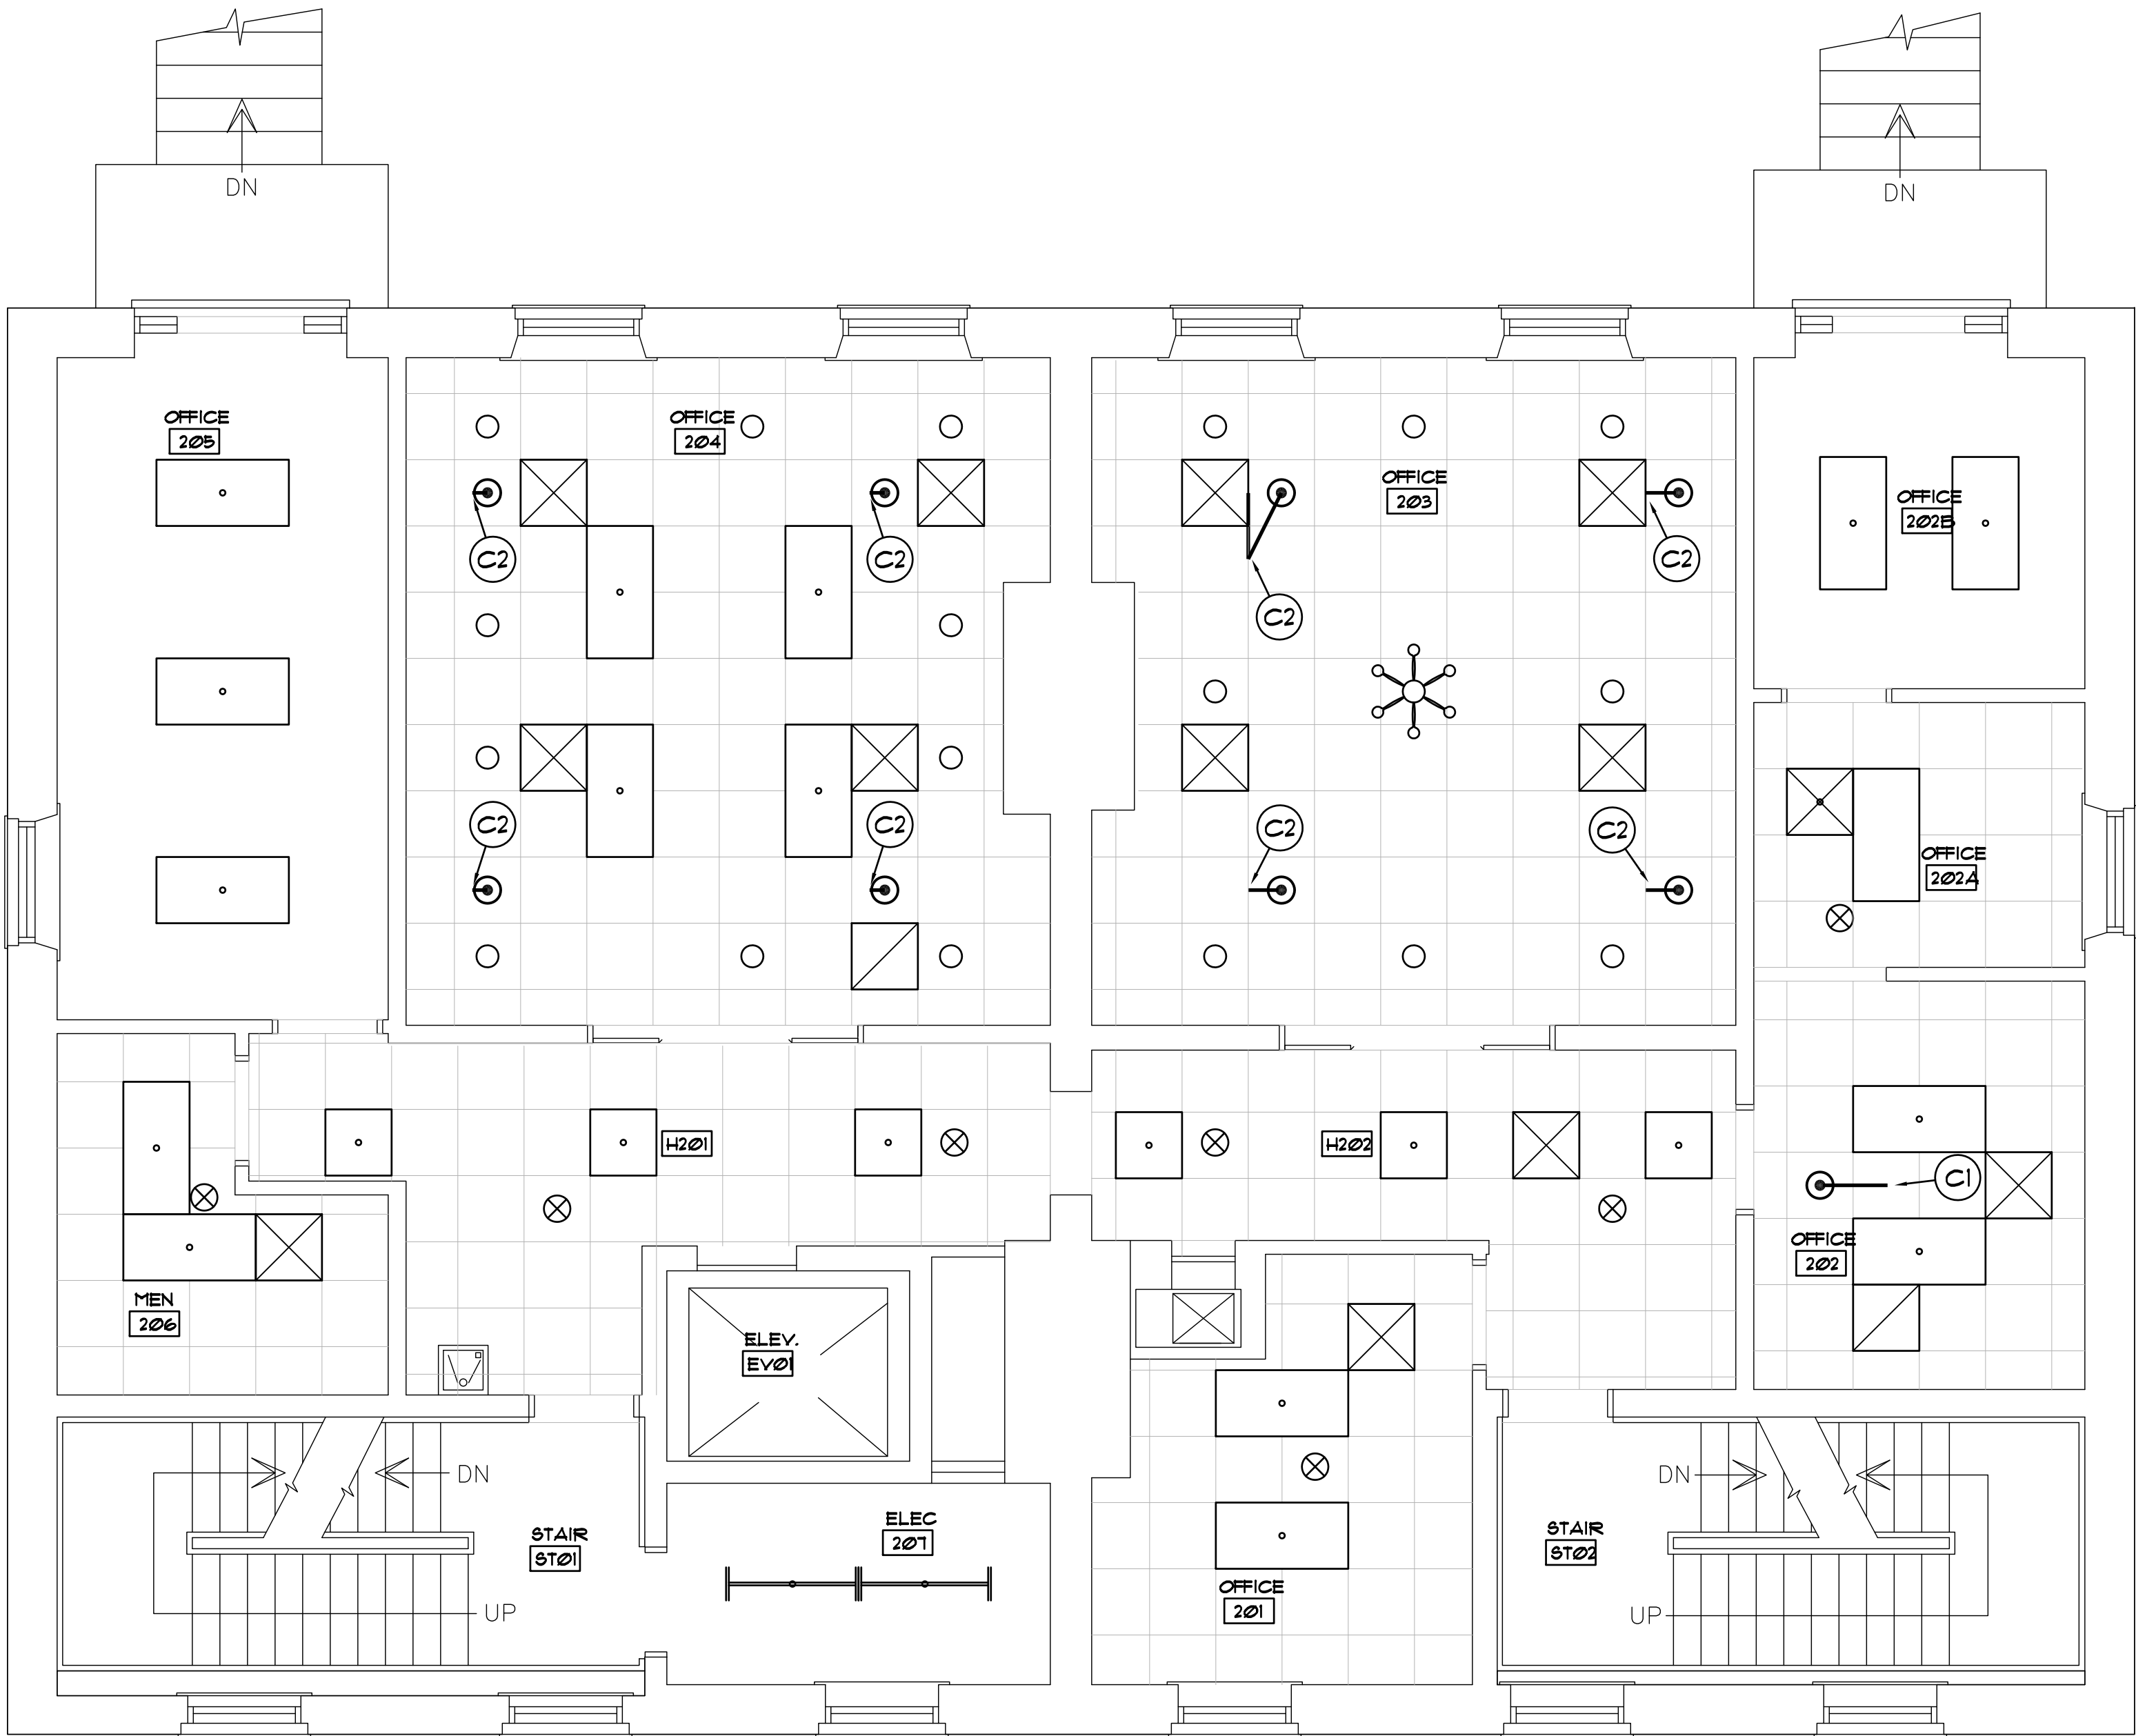 DN
DN
OFFICE
205
OFFICE
204
OFFICE
203
OFFICE
202B
C2
C2
C2
C2
C2
C2
C2
C2
OFFICE
202A
H201
H202
C1
OFFICE
202
MEN
206
ELEV.
EV01
DN
DN
STAIR
ST01
ELEC
207
STAIR
ST02
OFFICE
201
UP
UP